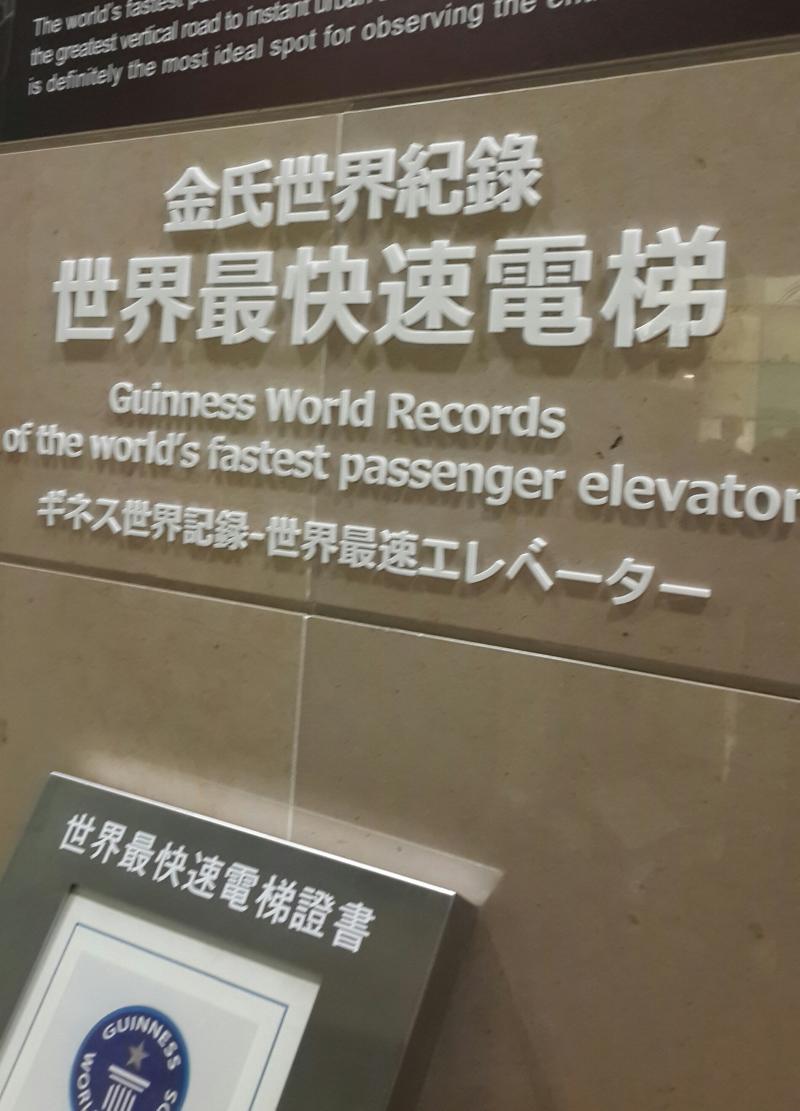 The world's fastest
the greatest vertical road to instant urban
is definitely the most ideal spot for observing the
金氏世界紀錄
世界最快速電梯
Guinness World Records
of the world's fastest passenger elevator
ギネス世界記録-世界最速エレベーター
世界最快速電梯證書
GUINNESS
WOR